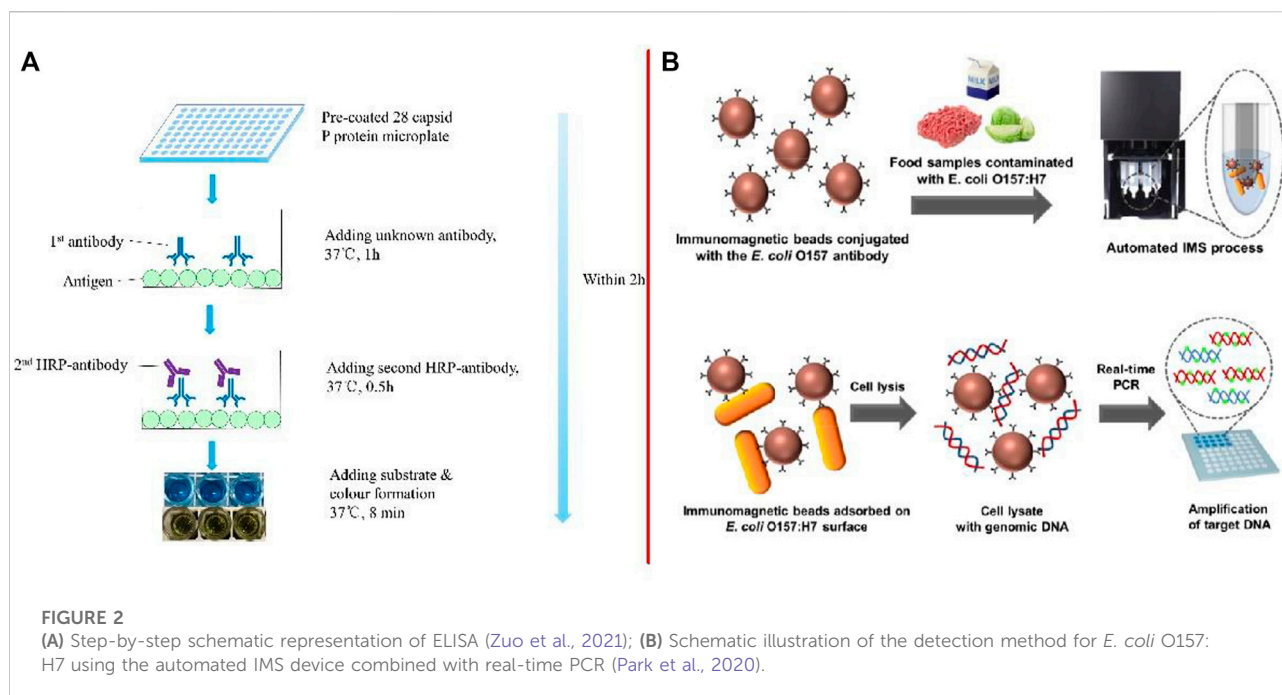 A
Pre-coated 28 capsid
P protein microplate
1st antibody
Antigen
Adding unknown antibody,
37℃, 1h
Within 2h
2nd HRP-antibody
Adding second HRP-antibody,
37℃, 0.5h
Adding substrate &
colour formation
37℃, 8 min
B
MILK
Food samples contaminated
with E. coli O157:H7
Immunomagnetic beads conjugated
with the E. coli O157 antibody
Automated IMS process
Cell lysis
Real-time
PCR
Immunomagnetic beads adsorbed on
E. coli O157:H7 surface
Cell lysate
with genomic DNA
Amplification
of target DNA
FIGURE 2
(A) Step-by-step schematic representation of ELISA (Zuo et al., 2021); (B) Schematic illustration of the detection method for E. coli O157:
H7 using the automated IMS device combined with real-time PCR (Park et al., 2020).